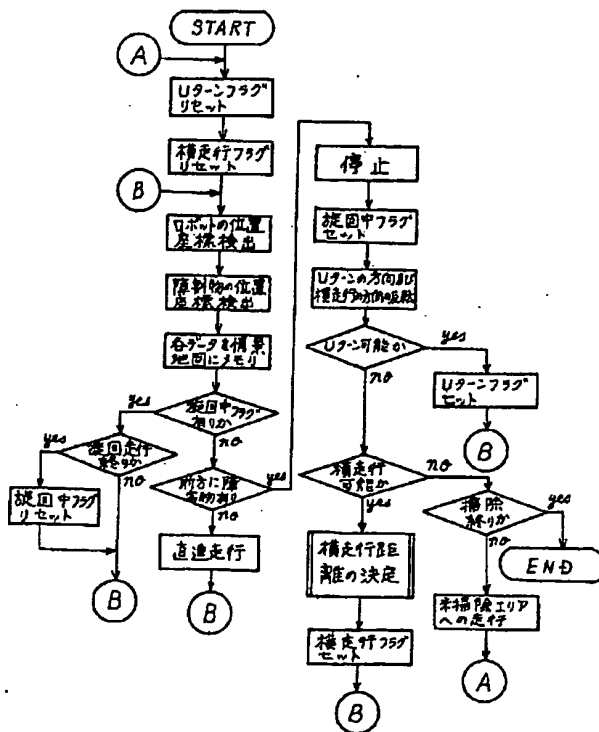 START
A
Uターンフラグ
リセット
横走行フラグ
リセット
B
ロボットの位置
座標検出
障害物の位置
座標検出
各データを情景
地図にメモリ
旋回中フラグ
有りか
yes
no
旋回走行
終りか
yes
no
旋回中フラグ
リセット
B
前方に障
害物有り
yes
no
直進走行
B
停止
旋回中フラグ
セット
Uターンの方向及び
横走行の方向の反転
Uターン可能か
yes
no
Uターンフラグ
セット
B
横走行
可能か
no
yes
横走行距
離の決定
横走行フラグ
セット
B
掃除
終りか
yes
no
END
未掃除エリア
への走行
A